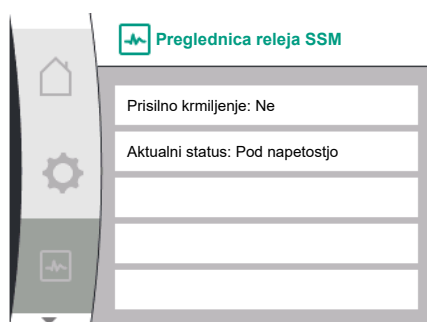 Preglednica releja SSM
Prisilno krmiljenje: Ne
Aktualni status: Pod napetostjo